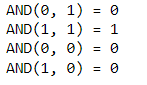 AND(0, 1) = 0
AND(1, 1) = 1
AND(0, 0) = 0
AND(1, 0) = 0